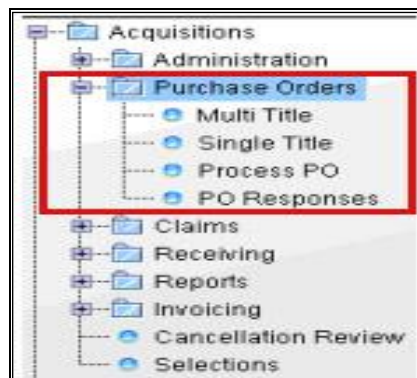 Acquisitions
Administration
Purchase Orders
Multi Title
Single Title
Process PO
PO Responses
Claims
Receiving
Reports
Invoicing
Cancellation Review
Selections